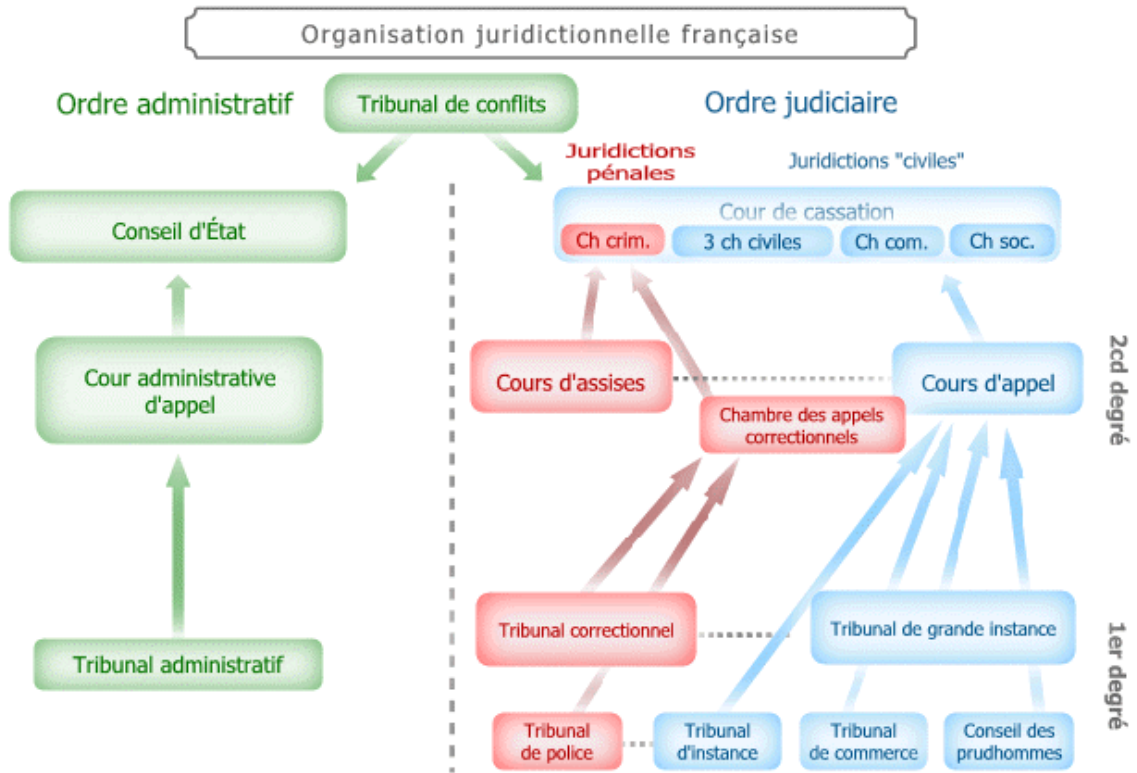 Organisation juridictionnelle française
Ordre administratif
Tribunal de conflits
Ordre judiciaire
Juridictions
pénales
Juridictions "civiles"
Conseil d'État
Cour de cassation
Ch crim.
3 ch civiles
Ch com.
Ch soc.
Cour administrative
d'appel
Cours d'assises
Cours d'appel
Chambre des appels
correctionnels
2cd degré
Tribunal administratif
Tribunal correctionnel
Tribunal de grande instance
1er degré
Tribunal
de police
Tribunal
d'instance
Tribunal
de commerce
Conseil des
prudhommes